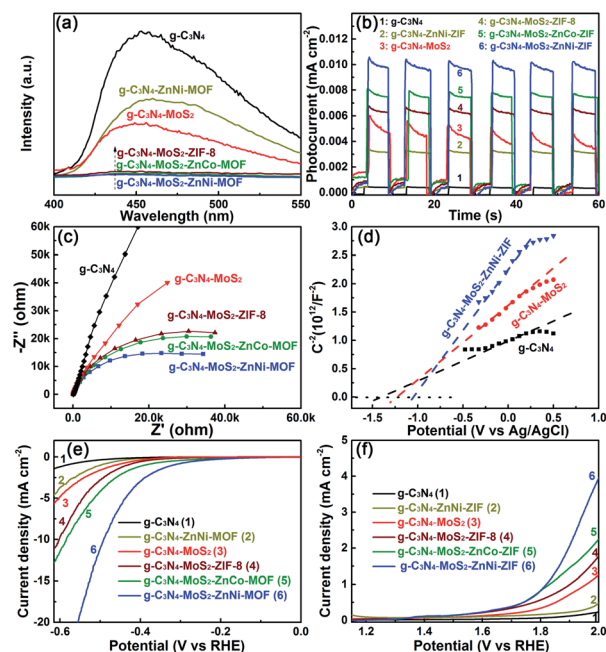 (a)
g-C₃N₄
g-C₃N₄-ZnNi-MOF
g-C₃N₄-MoS₂
g-C₃N₄-MoS₂-ZIF-8
g-C₃N₄-MoS₂-ZnCo-MOF
g-C₃N₄-MoS₂-ZnNi-MOF
Intensity (a.u.)
400 450 500 550
Wavelength (nm)
(b)
1: g-C₃N₄ 4: g-C₃N₄-MoS₂-ZIF-8
2: g-C₃N₄-ZnNi-ZIF 5: g-C₃N₄-MoS₂-ZnCo-ZIF
3: g-C₃N₄-MoS₂ 6: g-C₃N₄-MoS₂-ZnNi-ZIF
Photocurrent (mA cm⁻²)
0.012
0.010
0.008
0.006
0.004
0.002
0.000
6
5
4
3
2
1
0 10 20 30 40 50 60
Time (s)
(c)
g-C₃N₄
g-C₃N₄-MoS₂
g-C₃N₄-MoS₂-ZIF-8
g-C₃N₄-MoS₂-ZnCo-MOF
g-C₃N₄-MoS₂-ZnNi-MOF
-Z'' (ohm)
60k
40k
20k
0
0.0 20.0k 40.0k 60.0k
Z' (ohm)
(d)
g-C₃N₄-MoS₂-ZnNi-ZIF
g-C₃N₄-MoS₂
g-C₃N₄
C⁻²(10¹²/F⁻²)
3
2
1
0
-1.5 -1.0 -0.5 0.0 0.5 1.0
Potential (V vs Ag/AgCl)
(e)
1
2
3
4
5
6
g-C₃N₄ (1)
g-C₃N₄-ZnNi-MOF (2)
g-C₃N₄-MoS₂ (3)
g-C₃N₄-MoS₂-ZIF-8 (4)
g-C₃N₄-MoS₂-ZnCo-MOF (5)
g-C₃N₄-MoS₂-ZnNi-MOF (6)
Current density (mA cm⁻²)
0
-5
-10
-15
-20
-0.6 -0.4 -0.2 0.0
Potential (V vs RHE)
(f)
g-C₃N₄ (1)
g-C₃N₄-ZnNi-ZIF (2)
g-C₃N₄-MoS₂ (3)
g-C₃N₄-MoS₂-ZIF-8 (4)
g-C₃N₄-MoS₂-ZnCo-ZIF (5)
g-C₃N₄-MoS₂-ZnNi-ZIF (6)
6
5
4
3
2
1
Current density (mA cm⁻²)
5
4
3
2
1
0
1.2 1.4 1.6 1.8 2.0
Potential (V vs RHE)